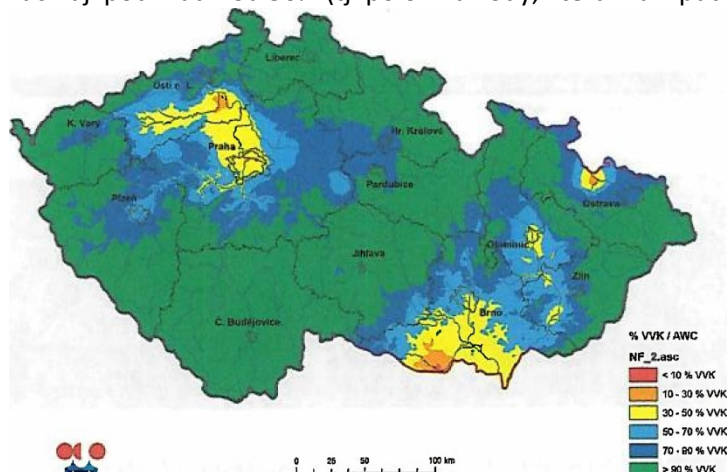 Liberec
Ústí n. L.
K. Vary
Praha
Hr. Králové
Pardubice
Plzeň
Ostrava
Olomouc
Jihlava
Zlín
Brno
Č. Budějovice
% VVK / AWC
NF_2.asc
< 10 % VVK
10 - 30 % VVK
30 - 50 % VVK
50 - 70 % VVK
70 - 90 % VVK
> 90 % VVK
0 25 50 100 km